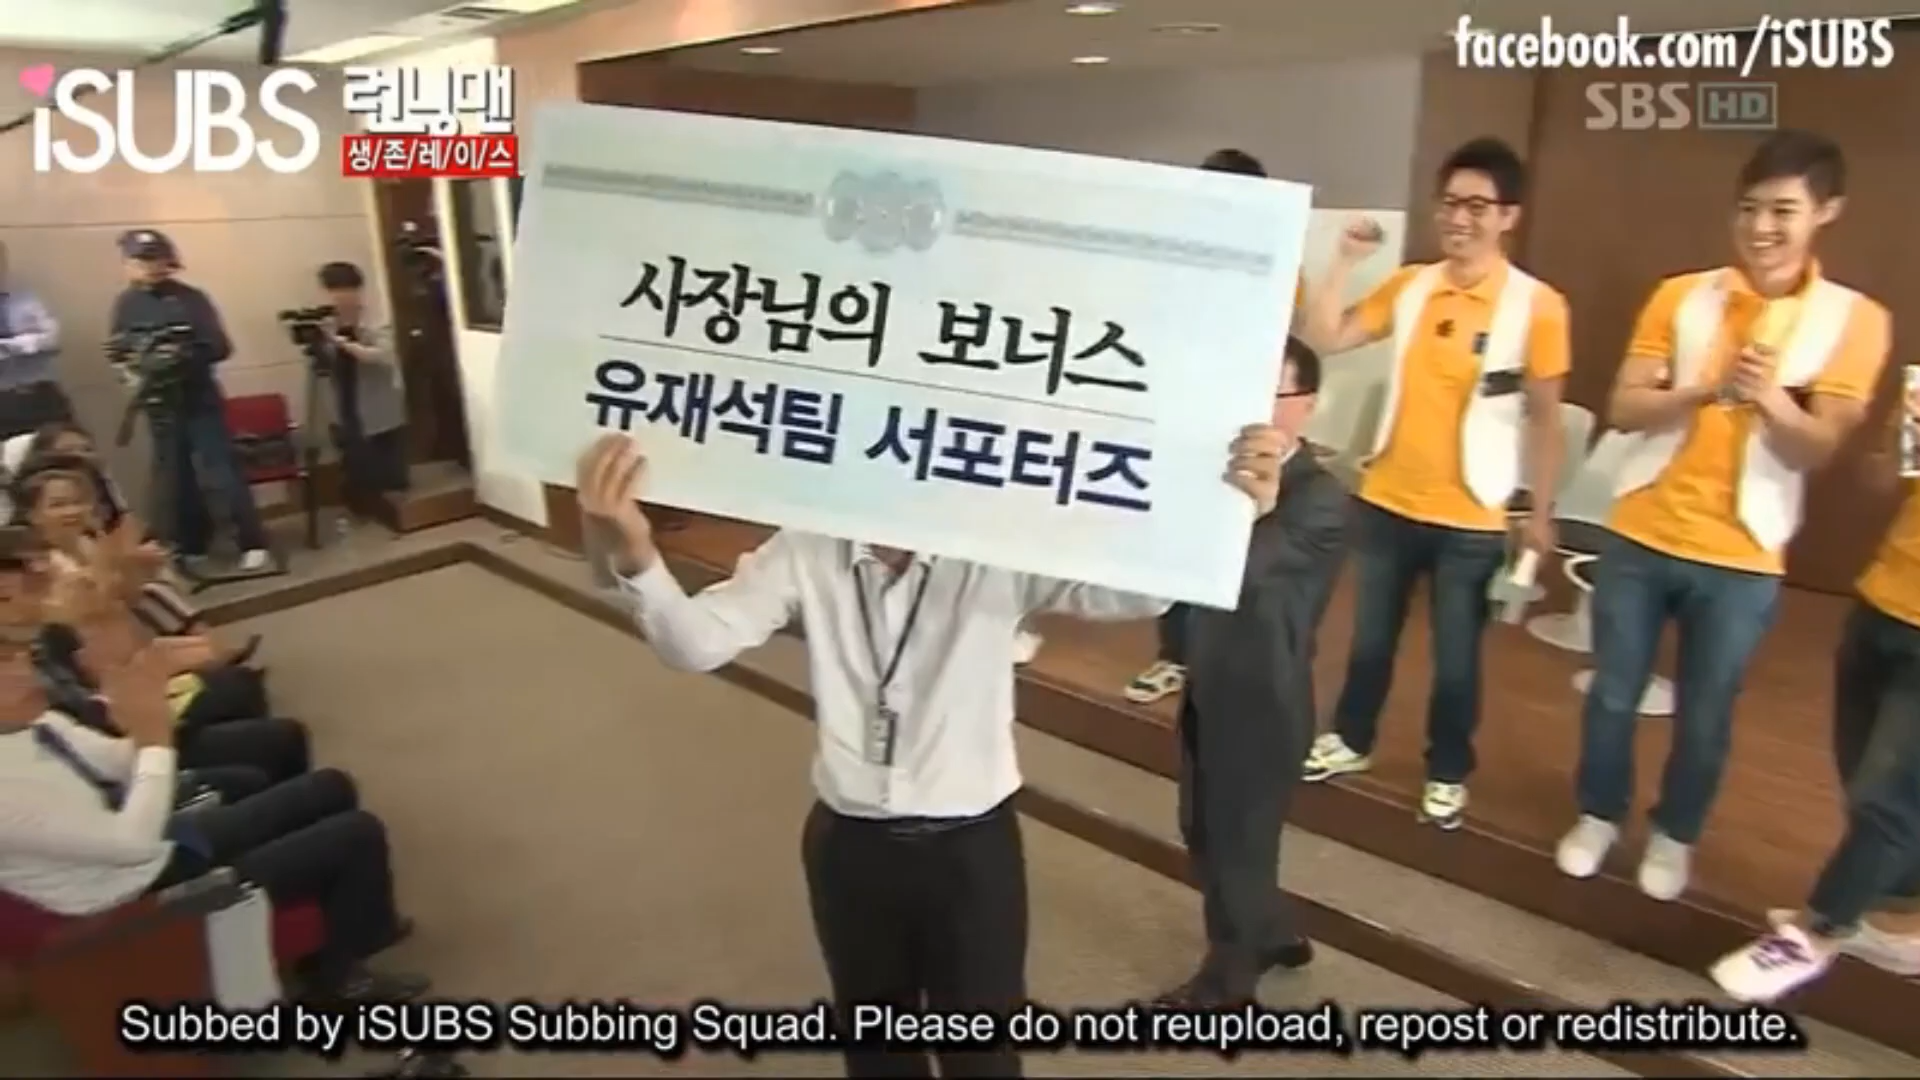 facebook.com/iSUBS
iSUBS
런닝맨
생/존/레/이/스
SBS HD
사장님의 보너스
유재석팀 서포터즈
Subbed by iSUBS Subbing Squad. Please do not reupload, repost or redistribute.